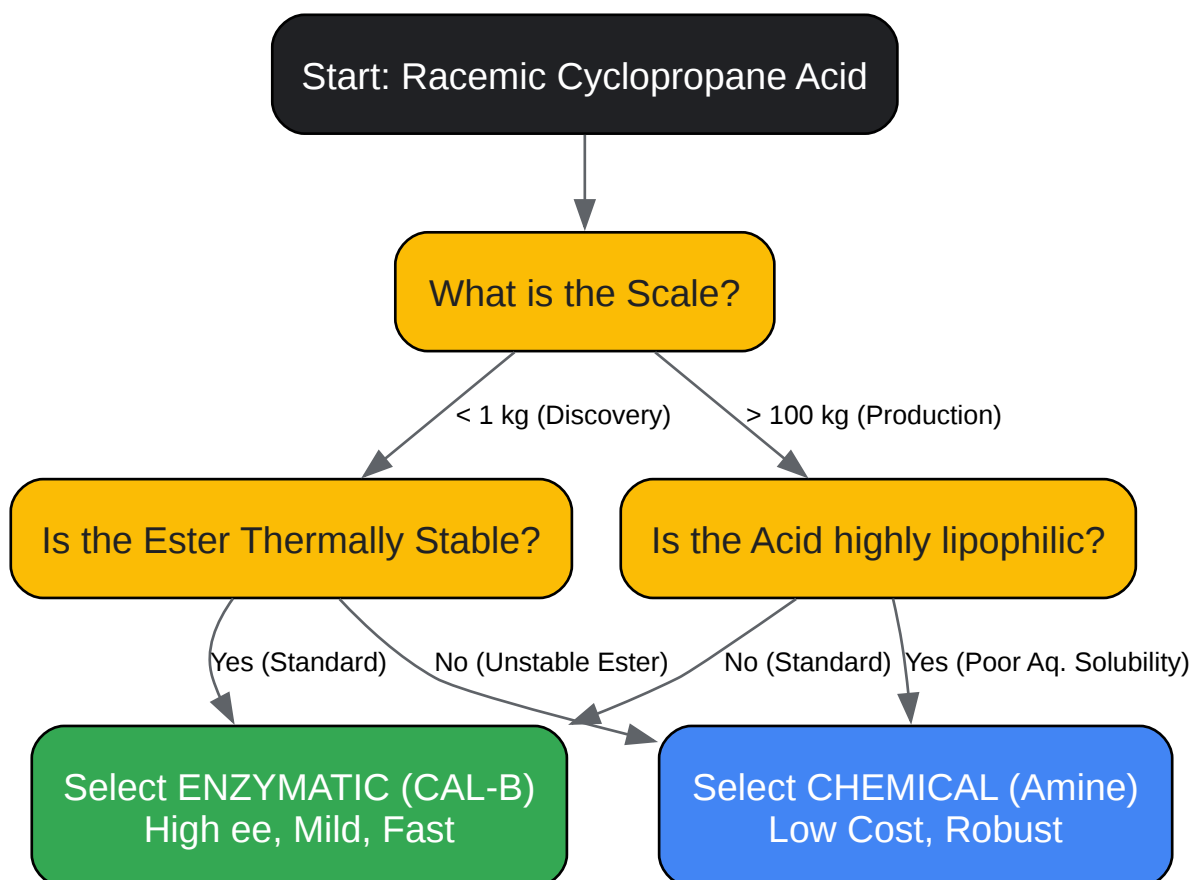 Start: Racemic Cyclopropane Acid
What is the Scale?
< 1 kg (Discovery)
> 100 kg (Production)
Is the Ester Thermally Stable?
Is the Acid highly lipophilic?
Yes (Standard)
No (Unstable Ester)
No (Standard)
Yes (Poor Aq. Solubility)
Select ENZYMATIC (CAL-B)
High ee, Mild, Fast
Select CHEMICAL (Amine)
Low Cost, Robust